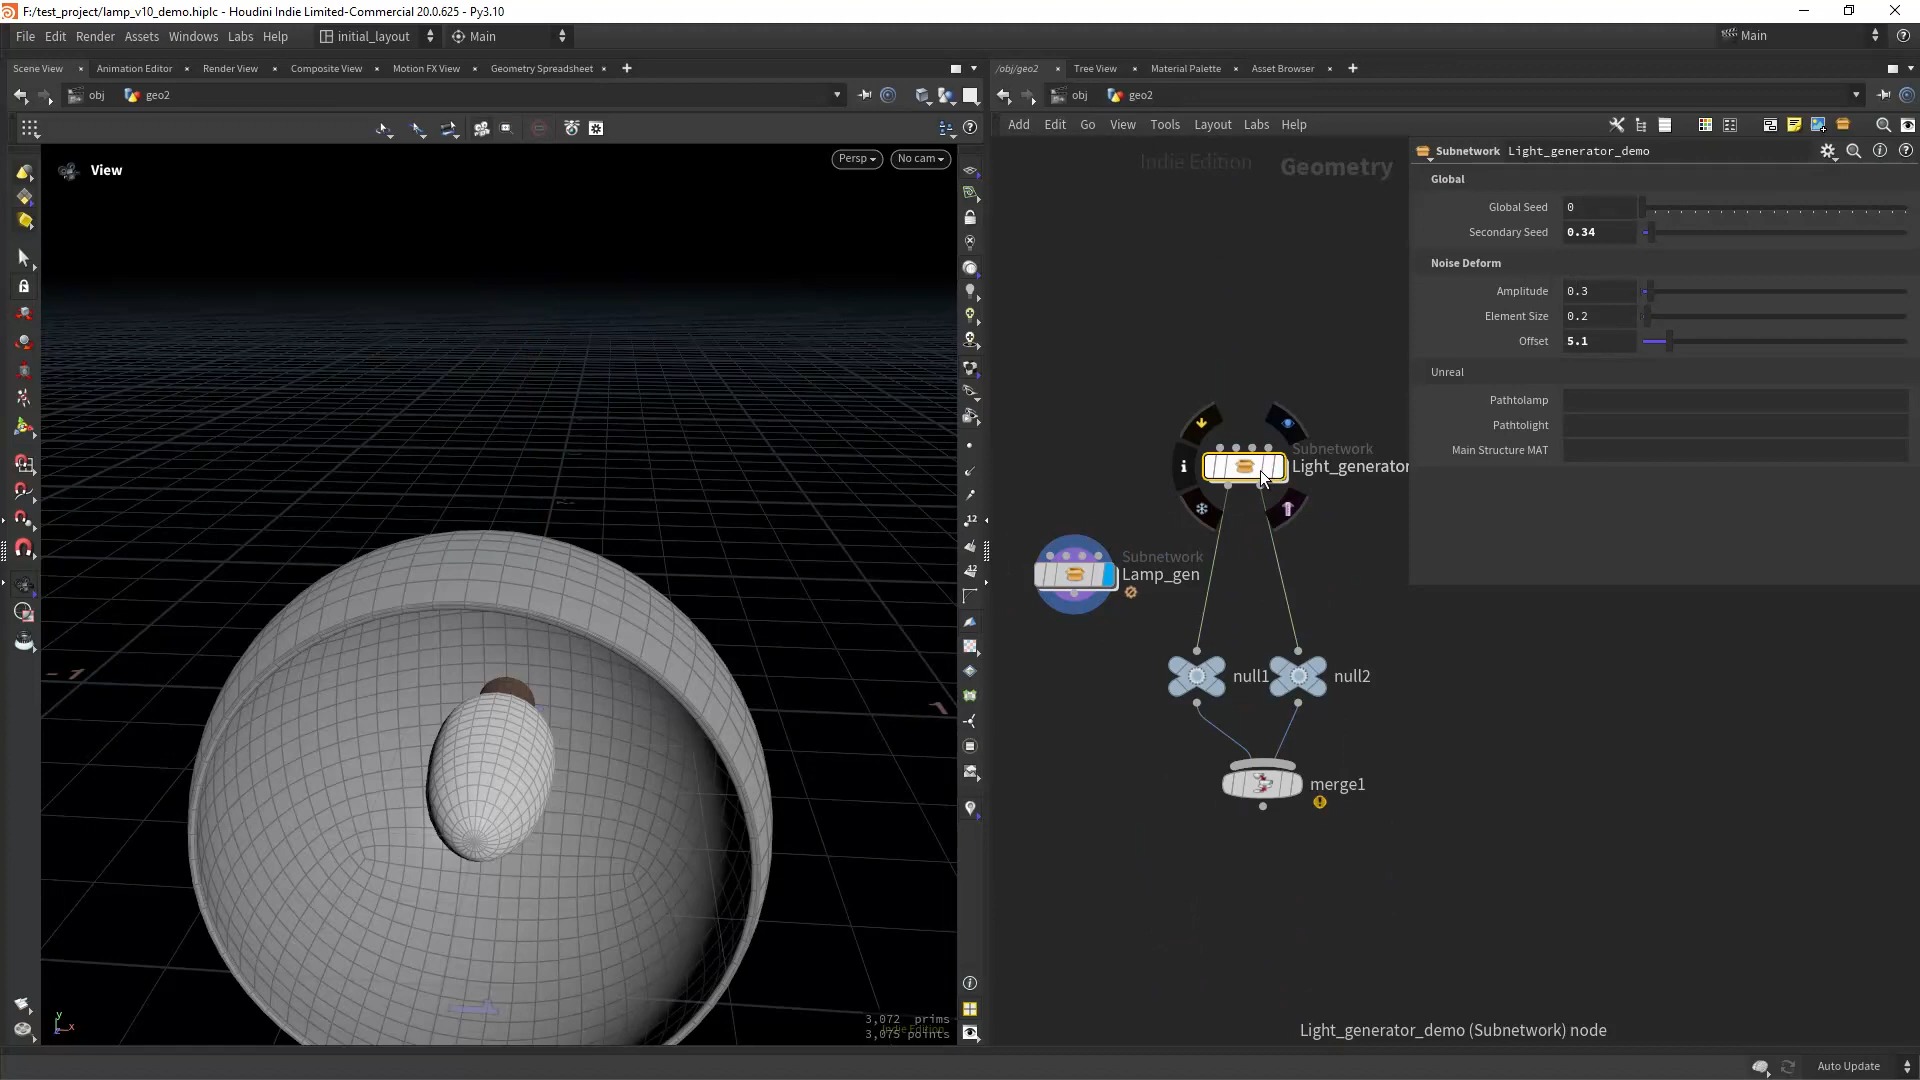 F:/test_project/lamp_v10_demo.hiplc - Houdini Indie Limited-Commercial 20.0.625 - Py3.10
File Edit Render Assets Windows Labs Help initial_layout Main Main
Scene View Animation Editor Render View Composite View Motion FX View Geometry Spreadsheet
/obj/geo2 Tree View Material Palette Asset Browser
obj geo2
obj geo2
Add Edit Go View Tools Layout Labs Help
View
Persp No cam
Indie Edition Geometry
Subnetwork Light_generator_demo
Global
Global Seed 0
Secondary Seed 0.34
Noise Deform
Amplitude 0.3
Element Size 0.2
Offset 5.1
Unreal
Pathtolamp
Pathtolight
Main Structure MAT
Subnetwork
Light_generator
Subnetwork
Lamp_gen
null1
null2
merge1
12
12
3,072 prims
Indie Edition
3,075 points
y
x
Light_generator_demo (Subnetwork) node
Auto Update